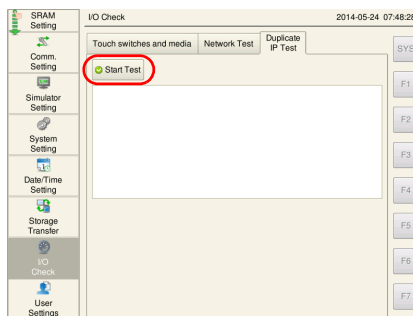 SRAM
Setting
I/O Check
2014-05-24 07:48:28
Touch switches and media
Network Test
Duplicate
IP Test
SYS
Comm.
Setting
Start Test
F1
Simulator
Setting
F2
System
Setting
F3
Date/Time
Setting
F4
Storage
Transfer
F5
I/O
Check
F6
User
Settings
F7